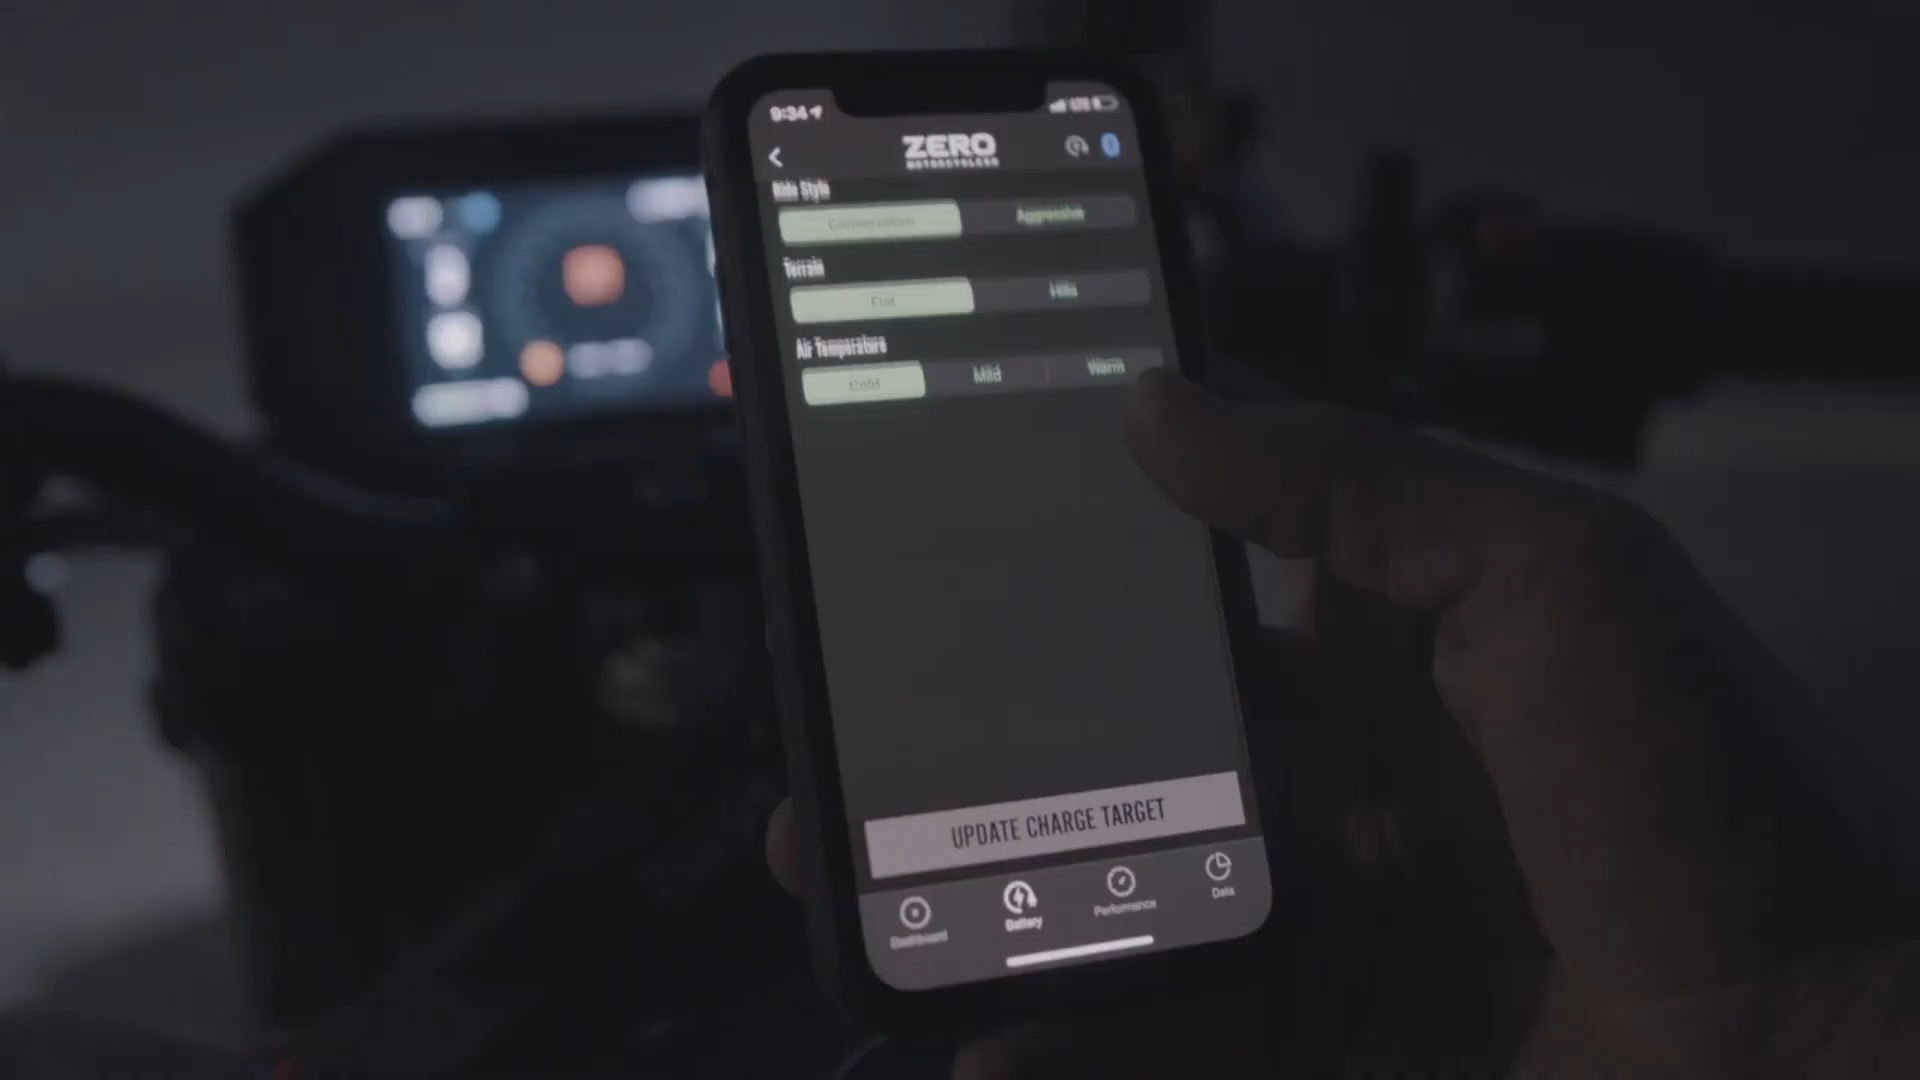 9:34
ZERO
MOTORCYCLES
Ride Style
Conservative Aggressive
Terrain
Flat Hills
Air Temperature
Cold Mild Warm
UPDATE CHARGE TARGET
Dashboard Battery Performance Data